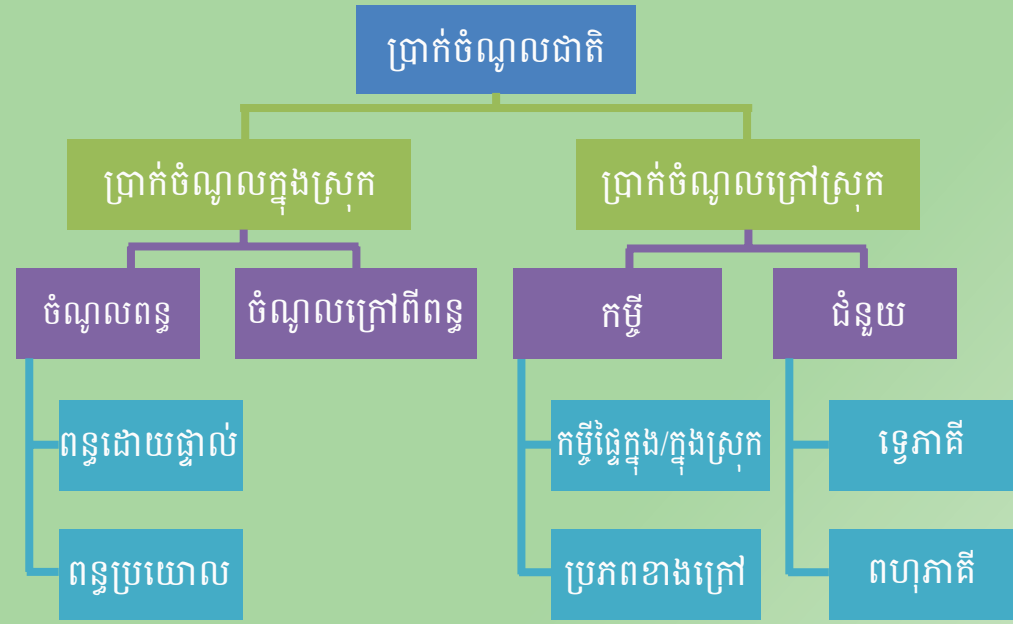 ប្រាក់ចំណូលជាតិ
ប្រាក់ចំណូលក្នុងស្រុក
ប្រាក់ចំណូលក្រៅស្រុក
ចំណូលពន្ធ
ចំណូលក្រៅពីពន្ធ
កម្ចី
ជំនួយ
ពន្ធដោយផ្ទាល់
កម្ចីផ្ទៃក្នុង/ក្នុងស្រុក
ទ្វេភាគី
ពន្ធប្រយោល
ប្រភពខាងក្រៅ
ពហុភាគី